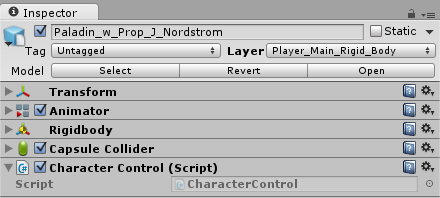 Inspector
Paladin_w_Prop_J_Nordstrom Static
Tag Untagged Layer Player_Main_Rigid_Body
Model Select Revert Open
Transform
Animator
Rigidbody
Capsule Collider
Character Control (Script)
Script CharacterControl